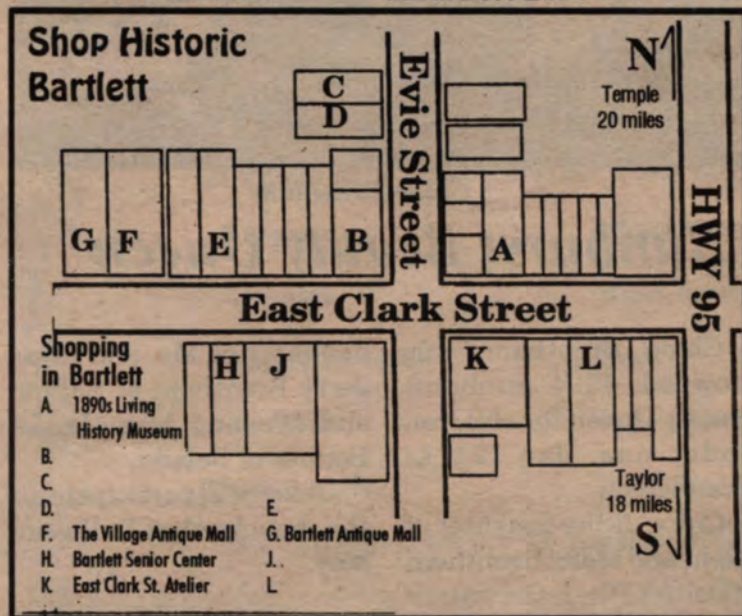 Shop Historic
Bartlett
C
D
G F E B
Evie Street
A
N
Temple
20 miles
HWY 95
East Clark Street
Shopping
in Bartlett
H J
K L
A. 1890s Living
History Museum
B.
C.
D. E.
F. The Village Antique Mall G. Bartlett Antique Mall
H. Bartlett Senior Center J.
K. East Clark St. Atelier L.
Taylor
18 miles
S